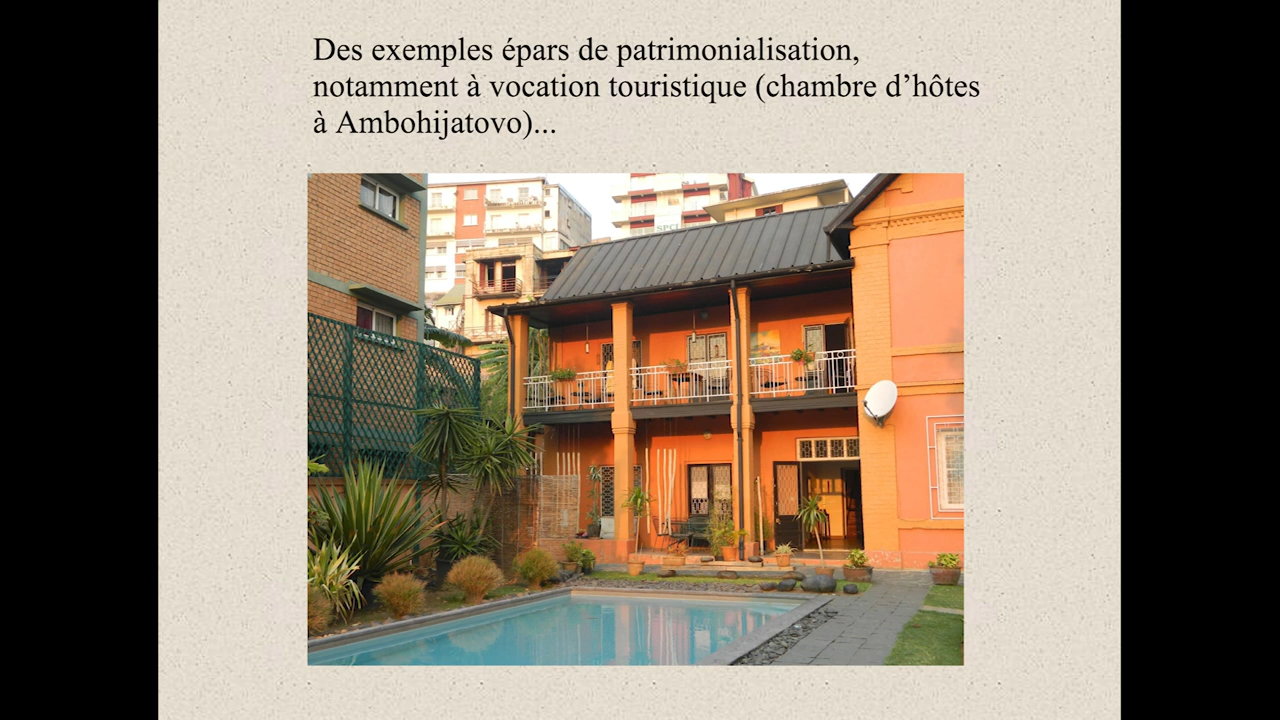 Des exemples épars de patrimonialisation,
notamment à vocation touristique (chambre d’hôtes
à Ambohijatovo)...